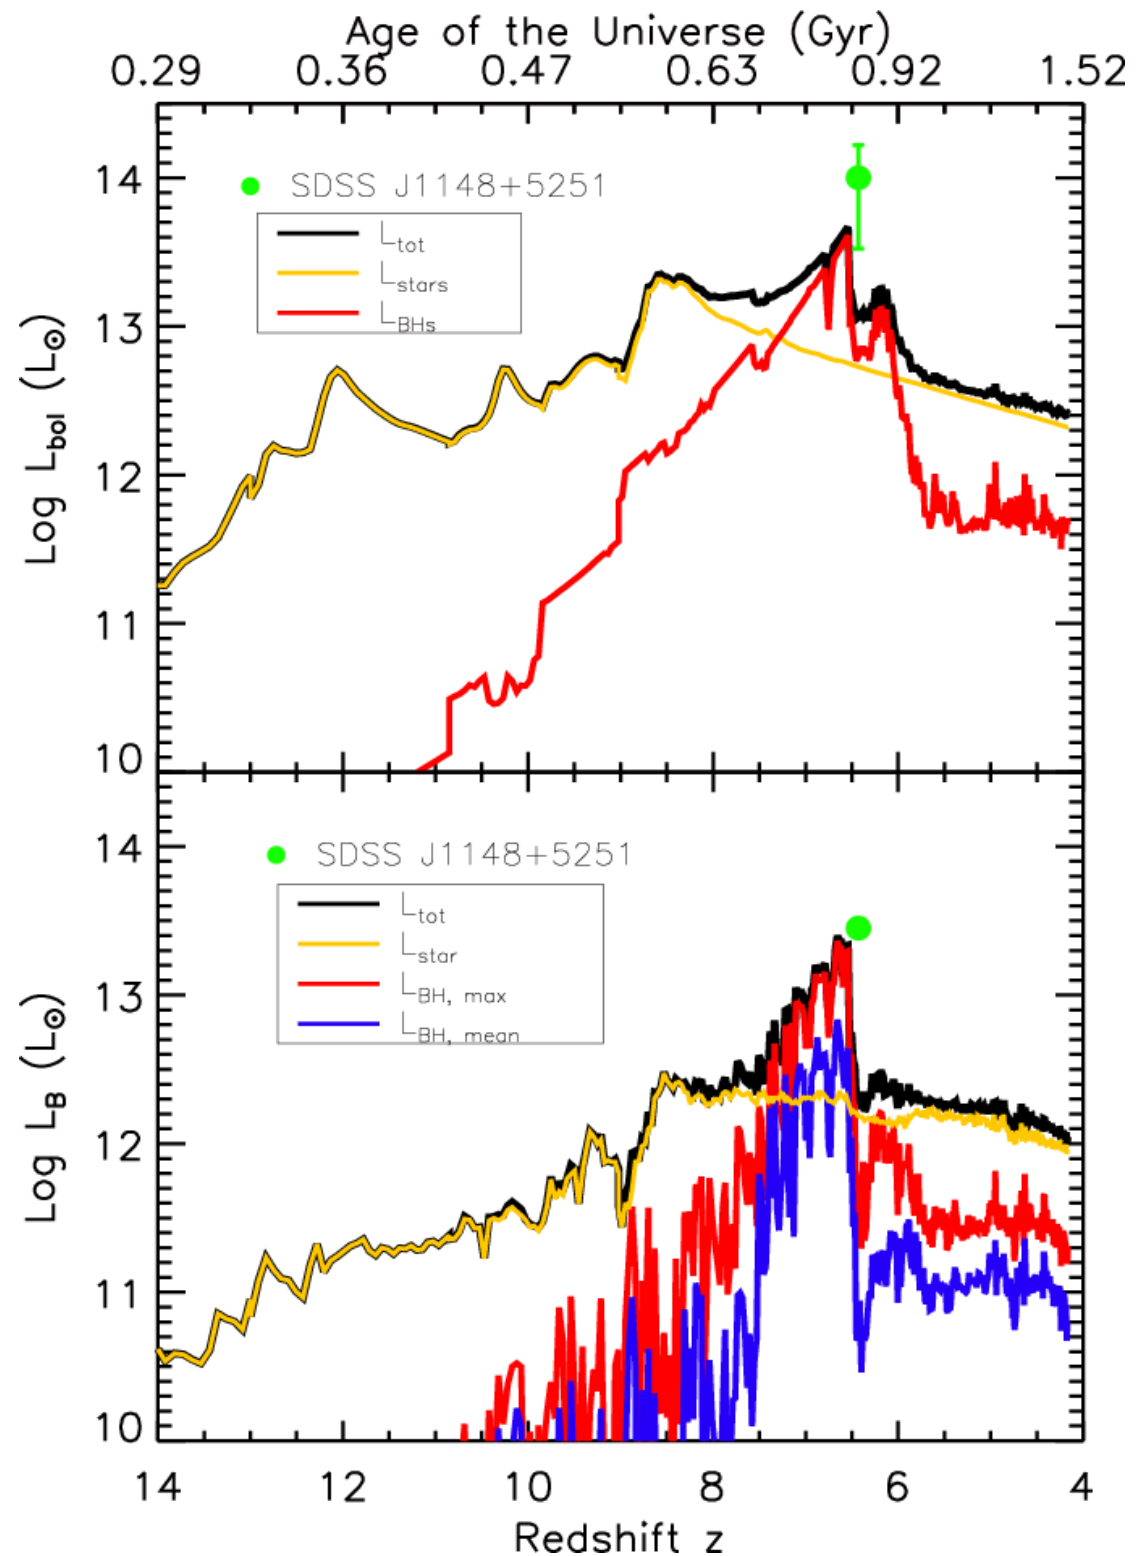 Age of the Universe (Gyr)
0.29 0.36 0.47 0.63 0.92 1.52
14
SDSS J1148+5251
L_tot
L_stars
L_BHs
13
12
11
10
Log L_bol (L_⊙)
14
SDSS J1148+5251
L_tot
L_star
L_BH, max
L_BH, mean
13
12
11
10
Log L_B (L_⊙)
14 12 10 8 6 4
Redshift z